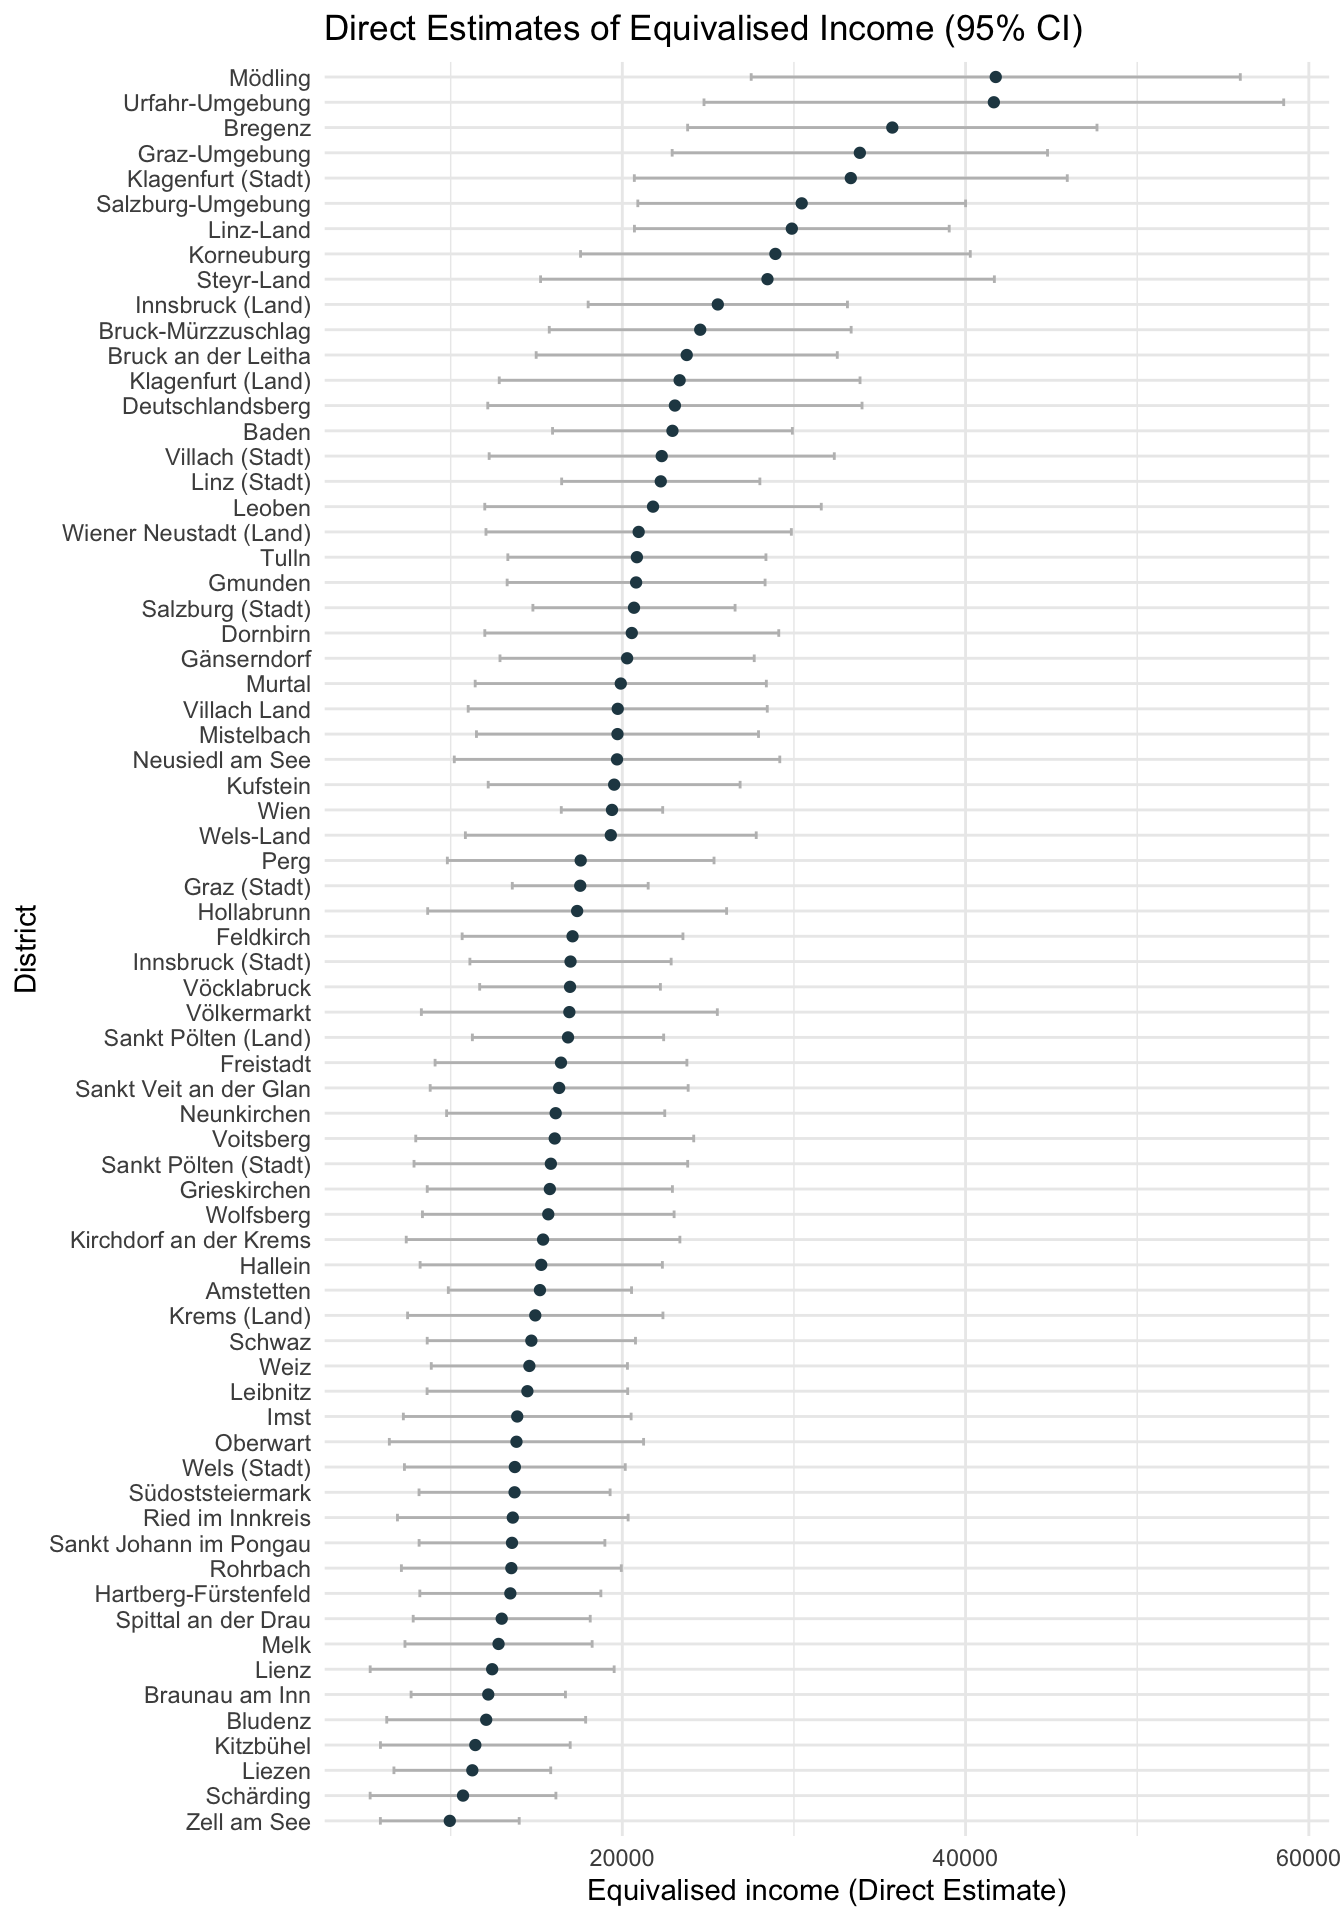 Direct Estimates of Equivalised Income (95% CI)
Mödling
Urfahr-Umgebung
Bregenz
Graz-Umgebung
Klagenfurt (Stadt)
Salzburg-Umgebung
Linz-Land
Korneuburg
Steyr-Land
Innsbruck (Land)
Bruck-Mürzzuschlag
Bruck an der Leitha
Klagenfurt (Land)
Deutschlandsberg
Baden
Villach (Stadt)
Linz (Stadt)
Leoben
Wiener Neustadt (Land)
Tulln
Gmunden
Salzburg (Stadt)
Dornbirn
Gänserndorf
Murtal
Villach Land
Mistelbach
Neusiedl am See
Kufstein
Wien
Wels-Land
Perg
Graz (Stadt)
Hollabrunn
Feldkirch
Innsbruck (Stadt)
Vöcklabruck
Völkermarkt
Sankt Pölten (Land)
Freistadt
Sankt Veit an der Glan
Neunkirchen
Voitsberg
Sankt Pölten (Stadt)
Grieskirchen
Wolfsberg
Kirchdorf an der Krems
Hallein
Amstetten
Krems (Land)
Schwaz
Weiz
Leibnitz
Imst
Oberwart
Wels (Stadt)
Südoststeiermark
Ried im Innkreis
Sankt Johann im Pongau
Rohrbach
Hartberg-Fürstenfeld
Spittal an der Drau
Melk
Lienz
Braunau am Inn
Bludenz
Kitzbühel
Liezen
Schärding
Zell am See
District
20000 40000 60000
Equivalised income (Direct Estimate)